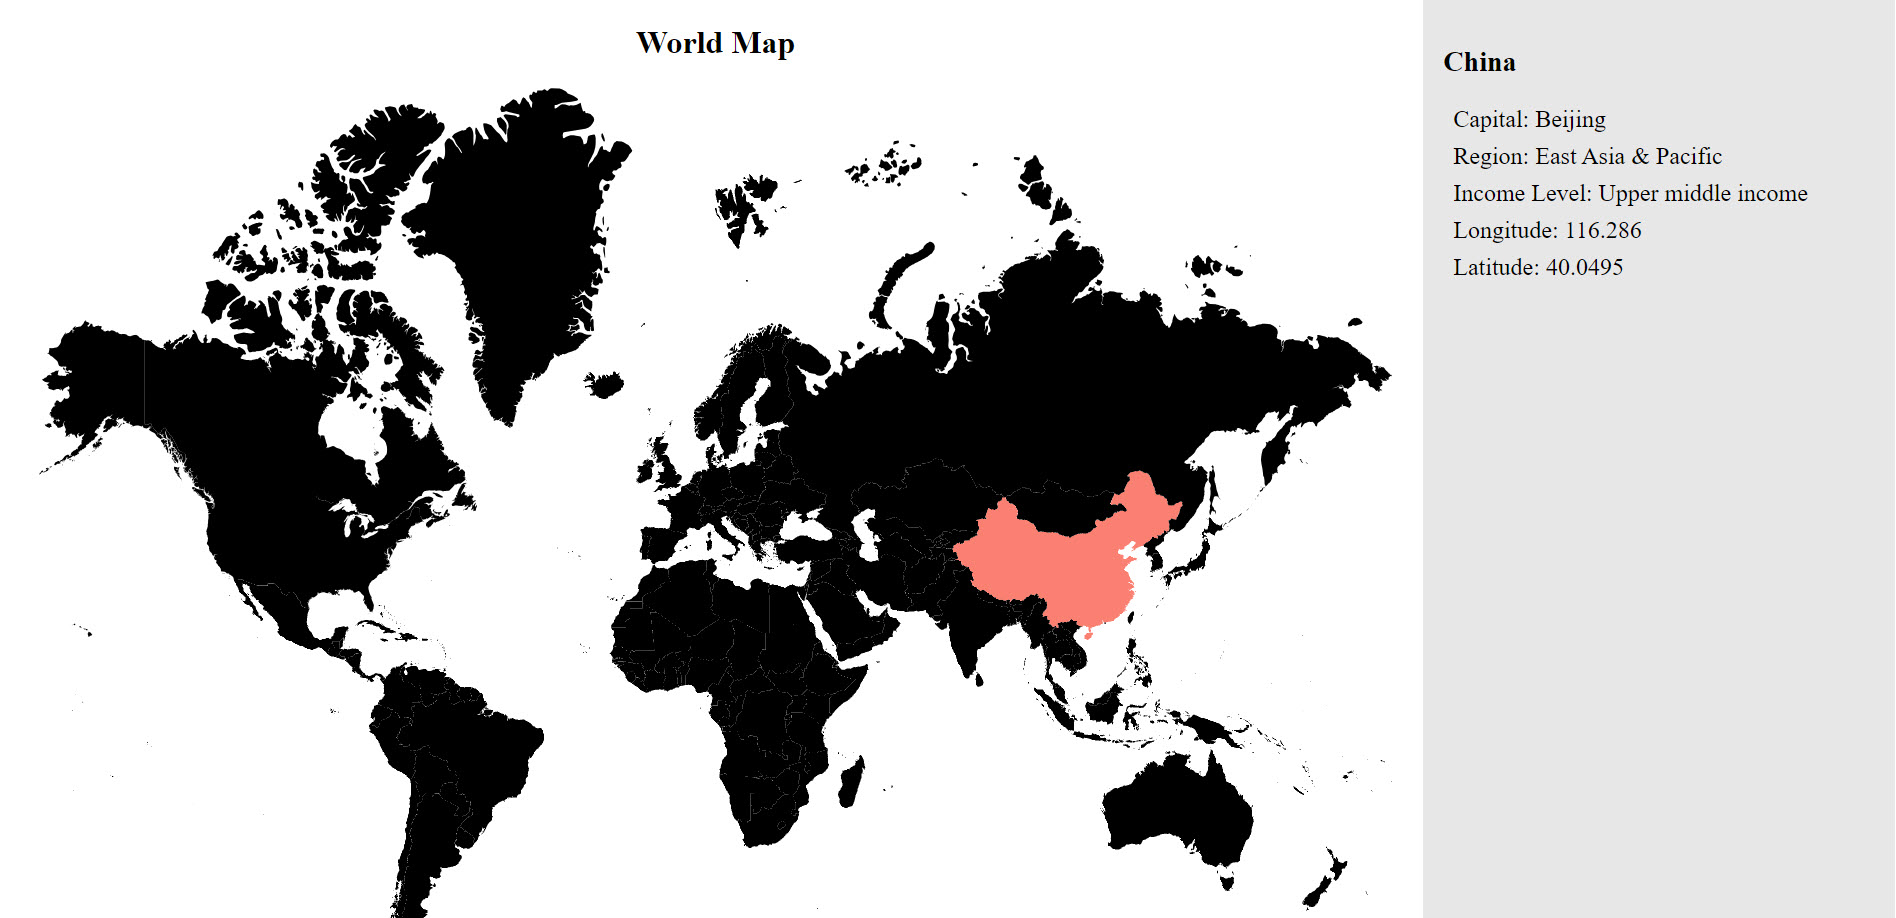 World Map
China
Capital: Beijing
Region: East Asia & Pacific
Income Level: Upper middle income
Longitude: 116.286
Latitude: 40.0495